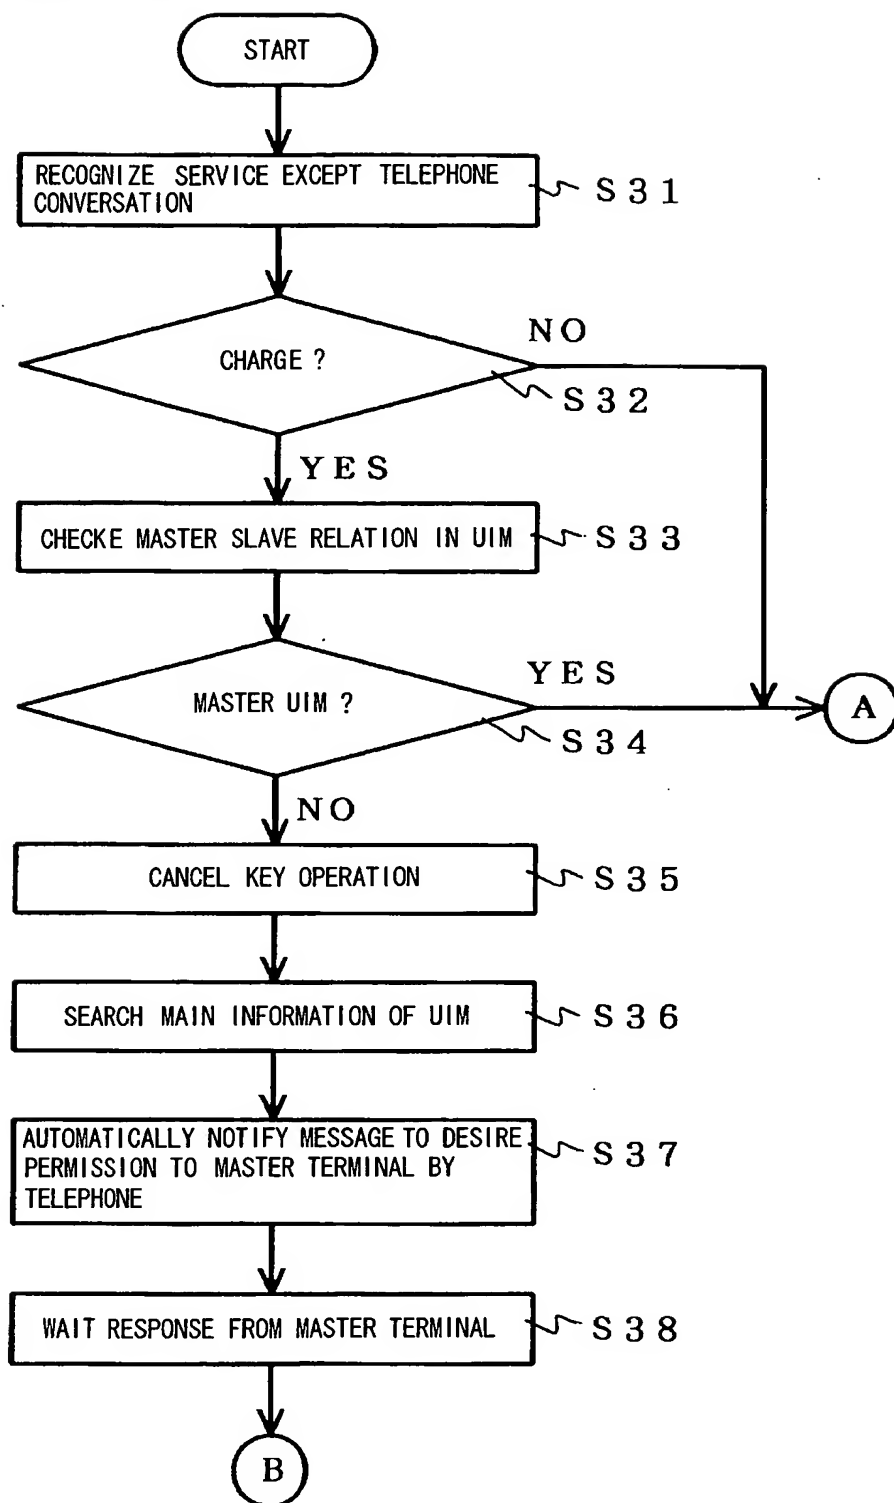 START
RECOGNIZE SERVICE EXCEPT TELEPHONE
CONVERSATION
S31
CHARGE ?
NO
S32
YES
CHECKE MASTER SLAVE RELATION IN UIM
S33
MASTER UIM ?
YES
S34
A
NO
CANCEL KEY OPERATION
S35
SEARCH MAIN INFORMATION OF UIM
S36
AUTOMATICALLY NOTIFY MESSAGE TO DESIRE
PERMISSION TO MASTER TERMINAL BY
TELEPHONE
S37
WAIT RESPONSE FROM MASTER TERMINAL
S38
B